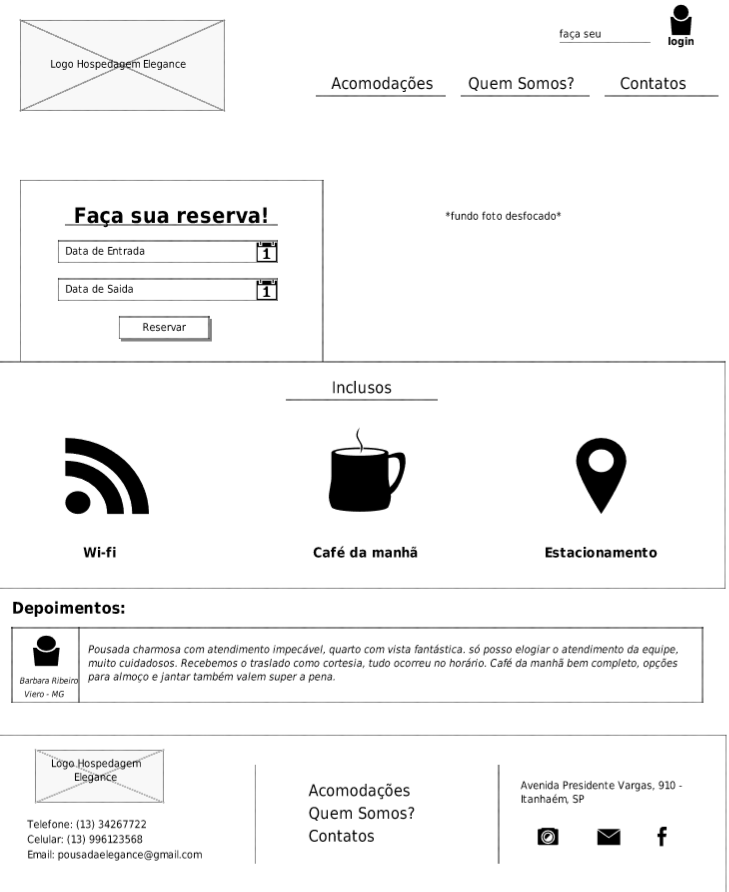 faça seu
login
Logo Hospedagem Elegance
Acomodações
Quem Somos?
Contatos
Faça sua reserva!
*fundo foto desfocado*
Data de Entrada
1
Data de Saida
1
Reservar
Inclusos
Wi-fi
Café da manhã
Estacionamento
Depoimentos:
Barbara Ribeiro
Viero - MG
Pousada charmosa com atendimento impecável, quarto com vista fantástica. só posso elogiar o atendimento da equipe,
muito cuidadosos. Recebemos o traslado como cortesia, tudo ocorreu no horário. Café da manhã bem completo, opções
para almoço e jantar também valem super a pena.
Logo Hospedagem
Elegance
Telefone: (13) 34267722
Celular: (13) 996123568
Email: pousadaelegance@gmail.com
Acomodações
Quem Somos?
Contatos
Avenida Presidente Vargas, 910 -
Itanhaém, SP
f